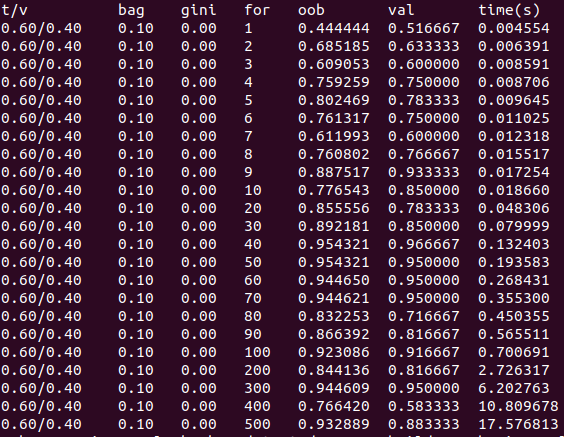 t/v bag gini for oob val time(s)
0.60/0.40 0.10 0.00 1 0.444444 0.516667 0.004554
0.60/0.40 0.10 0.00 2 0.685185 0.633333 0.006391
0.60/0.40 0.10 0.00 3 0.609053 0.600000 0.008591
0.60/0.40 0.10 0.00 4 0.759259 0.750000 0.008706
0.60/0.40 0.10 0.00 5 0.802469 0.783333 0.009645
0.60/0.40 0.10 0.00 6 0.761317 0.750000 0.011025
0.60/0.40 0.10 0.00 7 0.611993 0.600000 0.012318
0.60/0.40 0.10 0.00 8 0.760802 0.766667 0.015517
0.60/0.40 0.10 0.00 9 0.887517 0.933333 0.017254
0.60/0.40 0.10 0.00 10 0.776543 0.850000 0.018660
0.60/0.40 0.10 0.00 20 0.855556 0.783333 0.048306
0.60/0.40 0.10 0.00 30 0.892181 0.850000 0.079999
0.60/0.40 0.10 0.00 40 0.954321 0.966667 0.132403
0.60/0.40 0.10 0.00 50 0.954321 0.950000 0.193583
0.60/0.40 0.10 0.00 60 0.944650 0.950000 0.268431
0.60/0.40 0.10 0.00 70 0.944621 0.950000 0.355300
0.60/0.40 0.10 0.00 80 0.832253 0.716667 0.450355
0.60/0.40 0.10 0.00 90 0.866392 0.816667 0.565511
0.60/0.40 0.10 0.00 100 0.923086 0.916667 0.700691
0.60/0.40 0.10 0.00 200 0.844136 0.816667 2.726317
0.60/0.40 0.10 0.00 300 0.944609 0.950000 6.202763
0.60/0.40 0.10 0.00 400 0.766420 0.583333 10.809678
0.60/0.40 0.10 0.00 500 0.932889 0.883333 17.576813